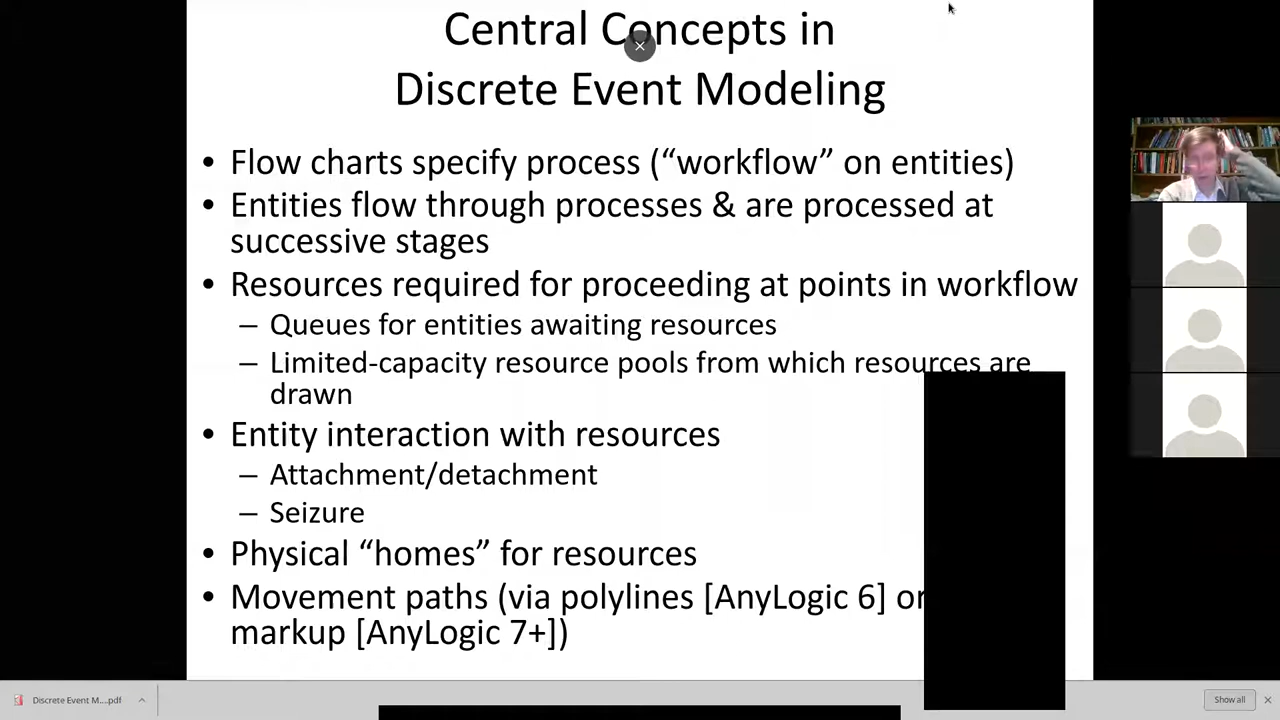 Central Concepts in
Discrete Event Modeling
• Flow charts specify process (“workflow” on entities)
• Entities flow through processes & are processed at
successive stages
• Resources required for proceeding at points in workflow
– Queues for entities awaiting resources
– Limited-capacity resource pools from which resources are
drawn
• Entity interaction with resources
– Attachment/detachment
– Seizure
• Physical “homes” for resources
• Movement paths (via polylines [AnyLogic 6] or
markup [AnyLogic 7+])
Discrete Event M....pdf
Show all